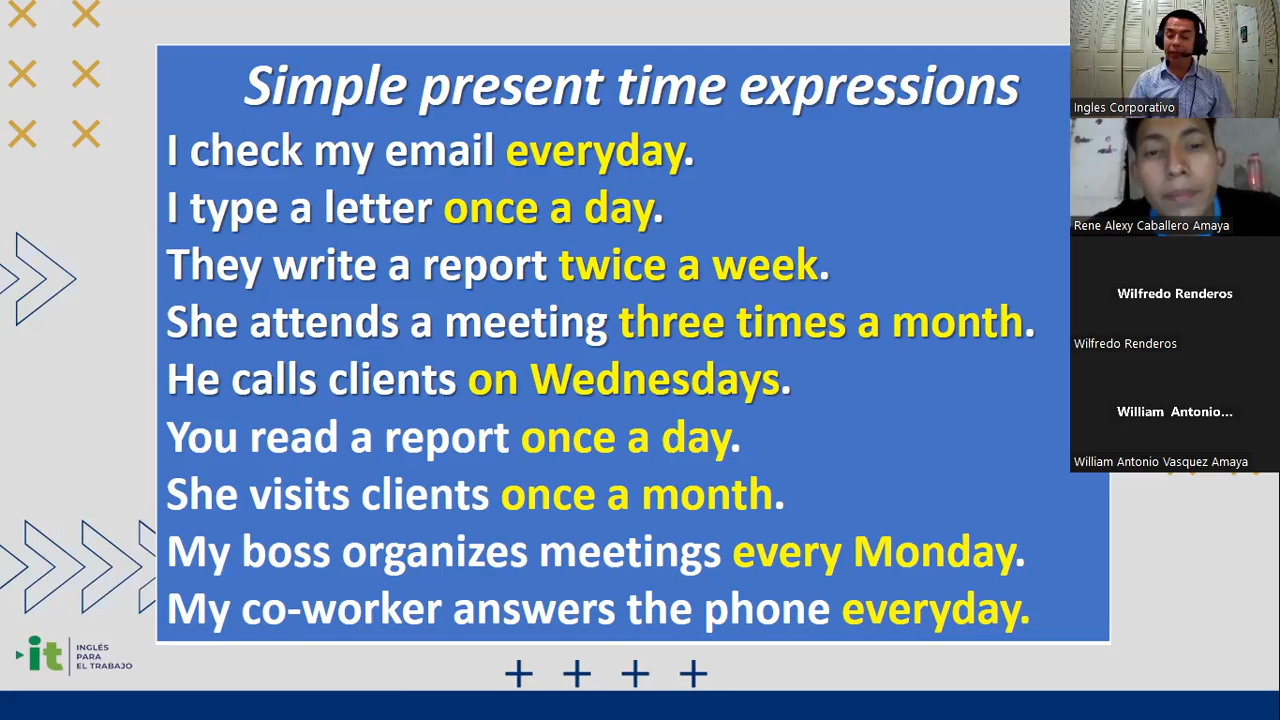 Simple present time expressions
I check my email everyday.
I type a letter once a day.
They write a report twice a week.
She attends a meeting three times a month.
He calls clients on Wednesdays.
You read a report once a day.
She visits clients once a month.
My boss organizes meetings every Monday.
My co-worker answers the phone everyday.
it
INGLÉS
PARA
EL TRABAJO
Ingles Corporativo
Rene Alexy Caballero Amaya
Wilfredo Renderos
Wilfredo Renderos
William Antonio...
William Antonio Vasquez Amaya